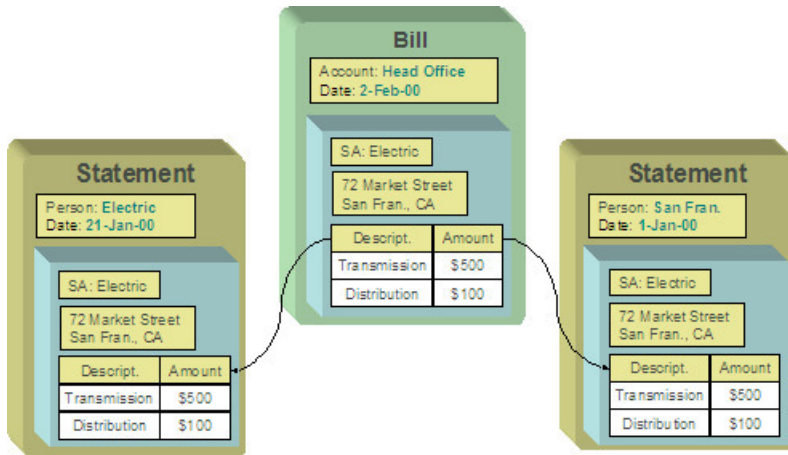 Bill
Account: Head Office
Date: 2-Feb-00
SA: Electric
72 Market Street
San Fran., CA
Descript. Amount
Transmission $500
Distribution $100
Statement
Person: Electric
Date: 21-Jan-00
SA: Electric
72 Market Street
San Fran., CA
Descript. Amount
Transmission $500
Distribution $100
Statement
Person: San Fran.
Date: 1-Jan-00
SA: Electric
72 Market Street
San Fran., CA
Descript. Amount
Transmission $500
Distribution $100